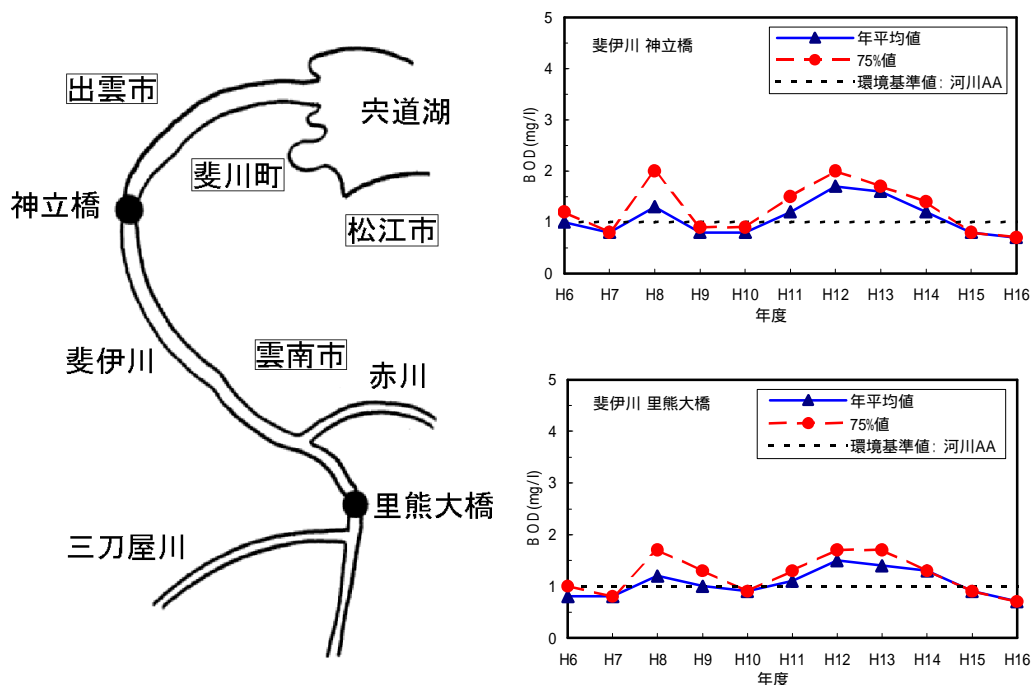 出雲市
宍道湖
斐川町
神立橋
松江市
斐伊川
雲南市
赤川
里熊大橋
三刀屋川
斐伊川 神立橋
年平均値
75%値
環境基準値: 河川AA
BOD(mg/l)
5
4
3
2
1
0
H6 H7 H8 H9 H10 H11 H12 H13 H14 H15 H16
年度
斐伊川 里熊大橋
年平均値
75%値
環境基準値: 河川AA
BOD(mg/l)
5
4
3
2
1
0
H6 H7 H8 H9 H10 H11 H12 H13 H14 H15 H16
年度